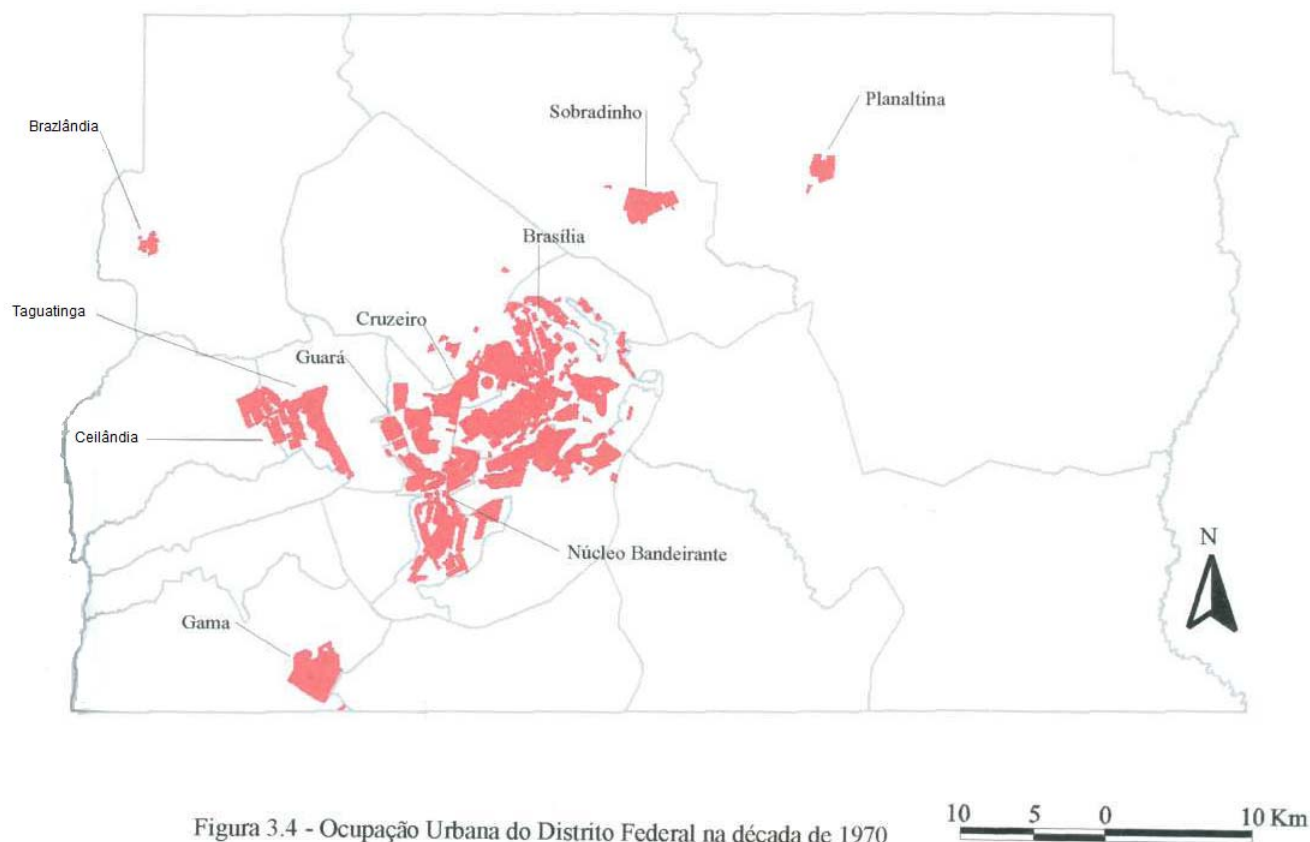 Planaltina
Sobradinho
Brazlândia
Brasília
Taguatinga
Cruzeiro
Guará
Ceilândia
Núcleo Bandeirante
N
Gama
Figura 3.4 - Ocupação Urbana do Distrito Federal na década de 1970
10 5 0 10 Km